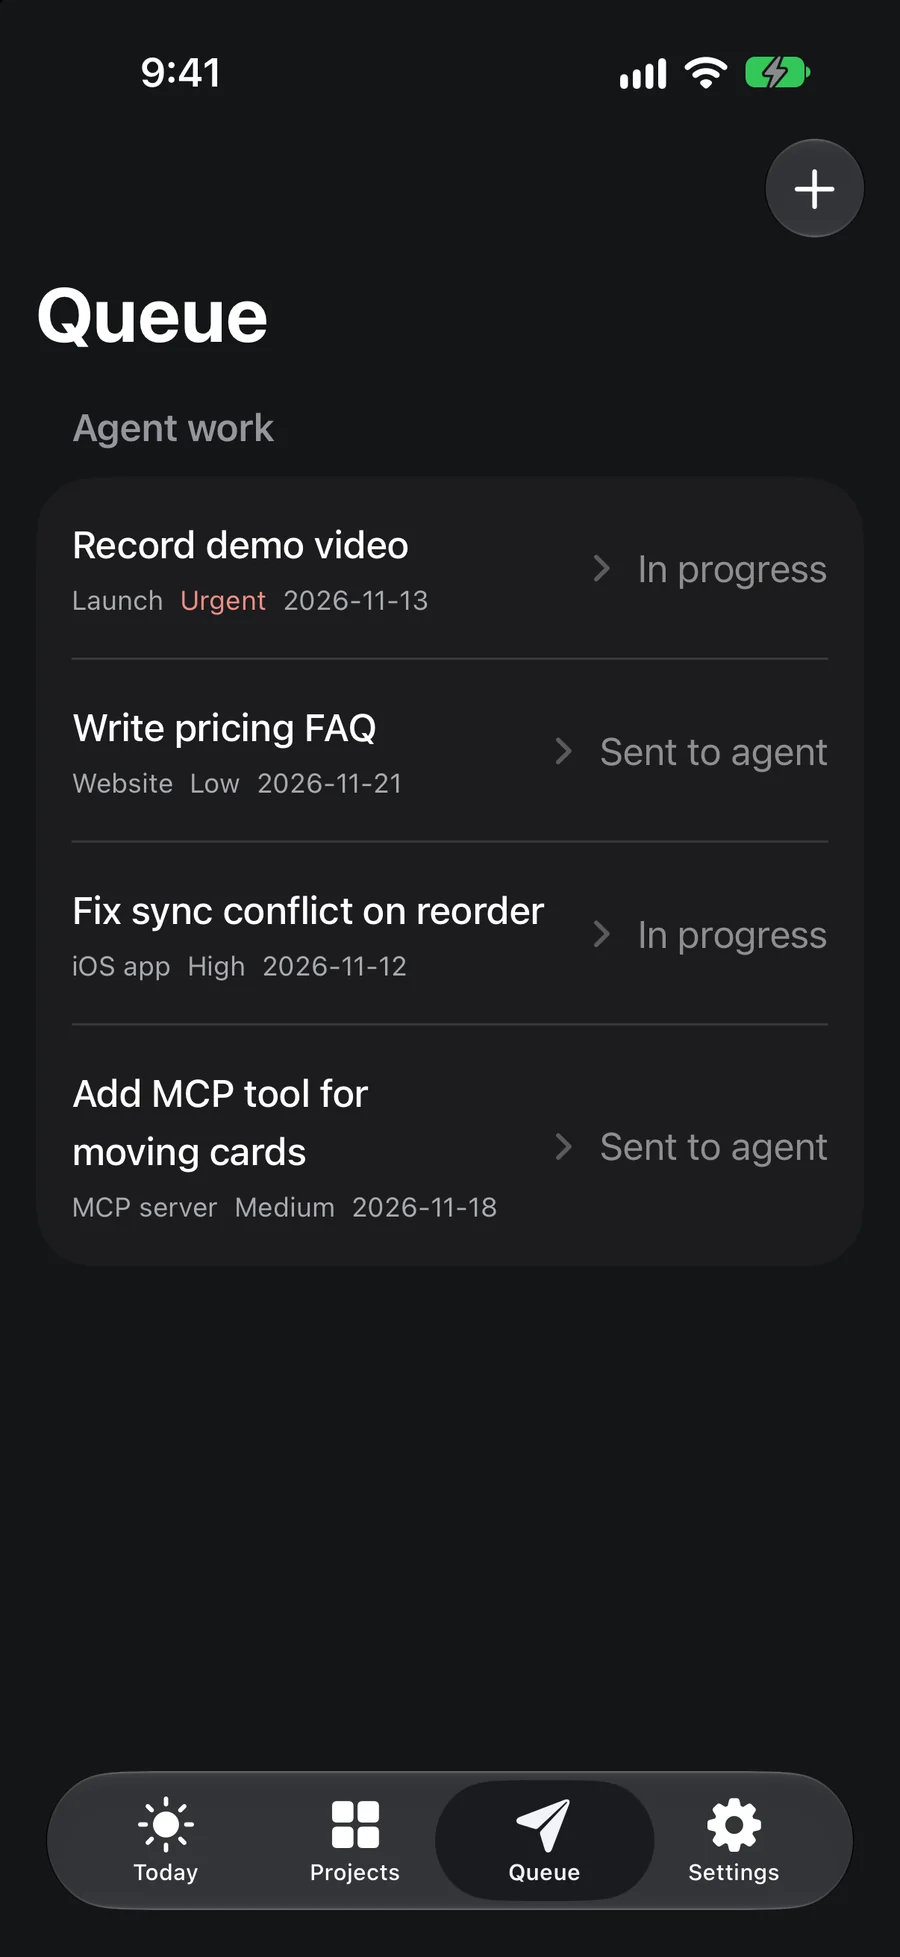 9:41
Queue
Agent work
Record demo video
Launch Urgent 2026-11-13
In progress
Write pricing FAQ
Website Low 2026-11-21
Sent to agent
Fix sync conflict on reorder
iOS app High 2026-11-12
In progress
Add MCP tool for
moving cards
MCP server Medium 2026-11-18
Sent to agent
Today
Projects
Queue
Settings